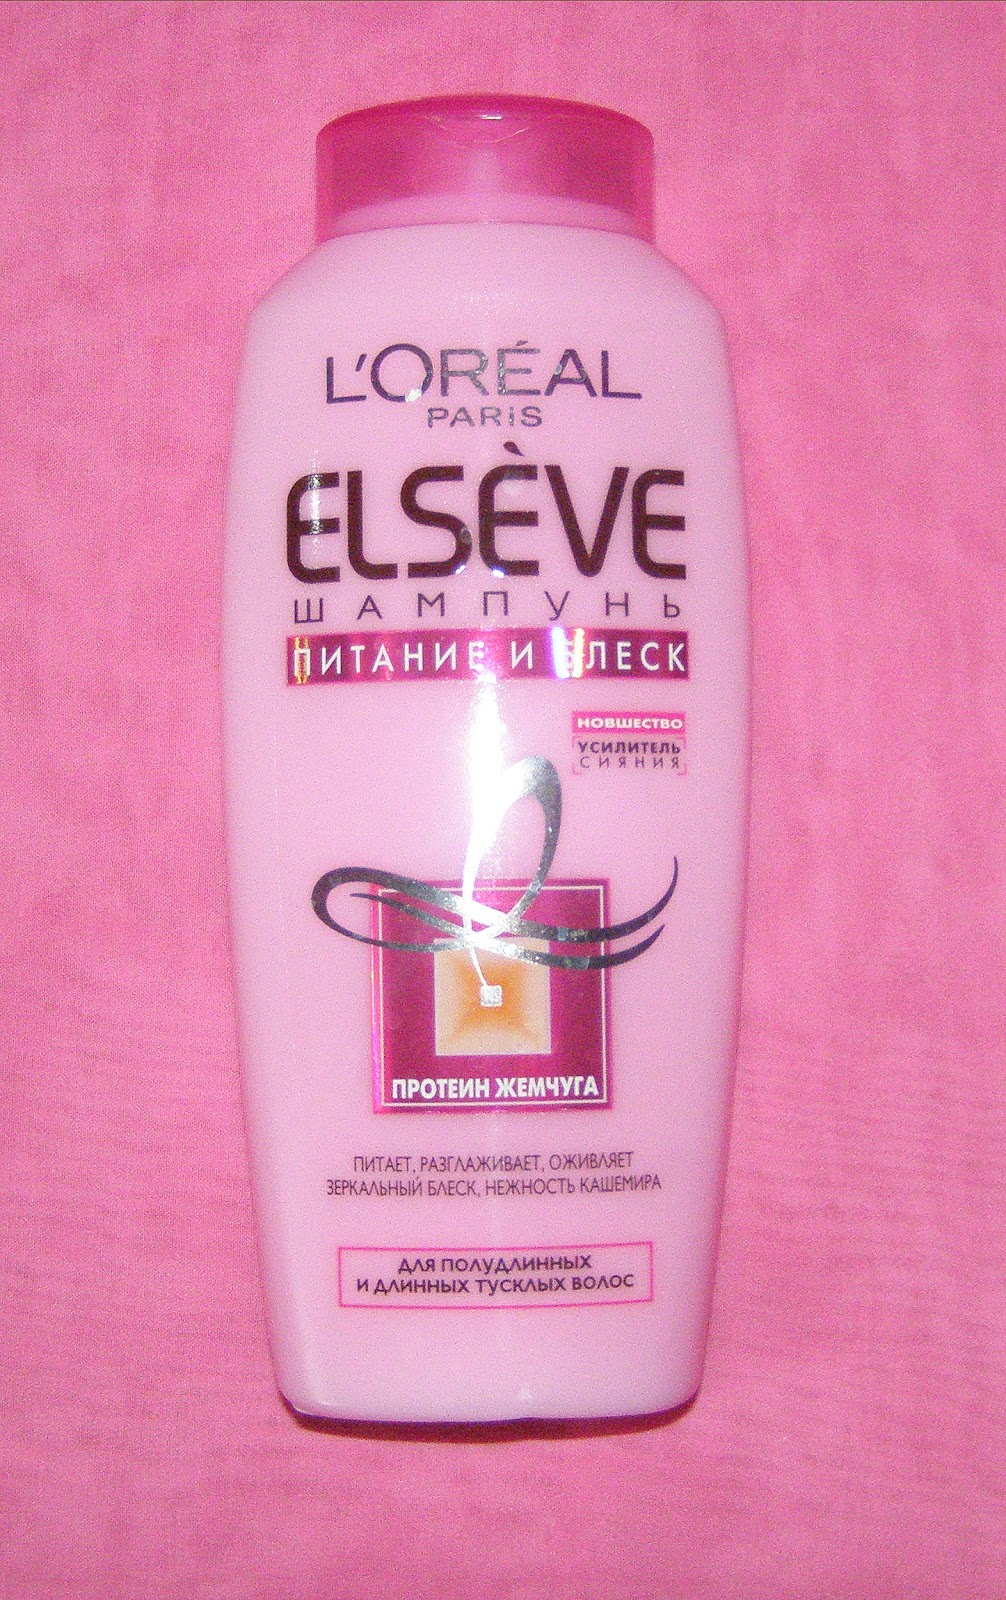 L'ORÉAL
PARIS
ELSÈVE
ШАМПУНЬ
ПИТАНИЕ И БЛЕСК
НОВШЕСТВО
УСИЛИТЕЛЬ
СИЯНИЯ
ПРОТЕИН ЖЕМЧУГА
ПИТАЕТ, РАЗГЛАЖИВАЕТ, ОЖИВЛЯЕТ
ЗЕРКАЛЬНЫЙ БЛЕСК, НЕЖНОСТЬ КАШЕМИРА
ДЛЯ ПОЛУДЛИННЫХ
И ДЛИННЫХ ТУСКЛЫХ ВОЛОС